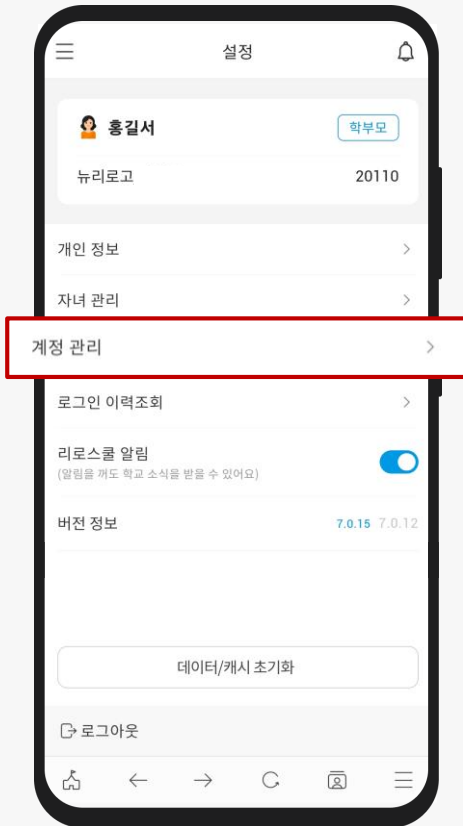 설정
홍길서
학부모
뉴리로고
20110
개인 정보
자녀 관리
계정 관리
로그인 이력조회
리로스쿨 알림
(알림을 꺼도 학교 소식을 받을 수 있어요)
버전 정보
7.0.15 7.0.12
데이터/캐시 초기화
로그아웃